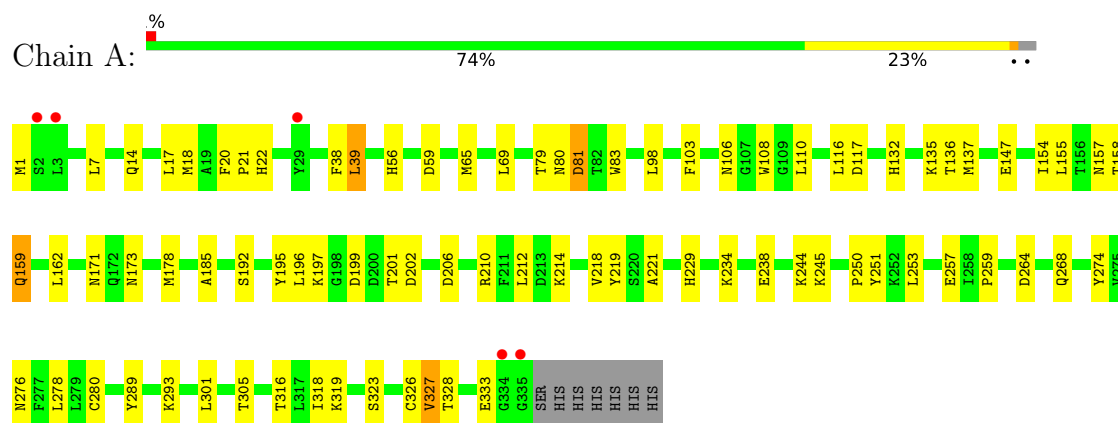 .%
Chain A:
74% 23% • •
M1 S2 L3 L7 Q14 L17 M18 A19 F20 P21 H22 Y29 F38 L39 H56 D59 M65 L69 T79 N80 D81 T82 W83 L98 F103 N106 G107 W108 G109 L110 L116 D117 H132 K135 T136 M137 E147 I154 L155 T156 N157 T158
Q159 L162 N171 Q172 N173 M178 A185 S192 Y195 L196 K197 G198 D199 D200 T201 D202 D206 R210 F211 L212 D213 K214 V218 Y219 S220 A221 H229 K234 E238 K244 K245 P250 Y251 K252 L253 E257 I258 P259 D264 Q268 Y274 V275
N276 F277 L278 L279 C280 Y289 K293 L301 T305 T316 L317 I318 K319 S323 C326 V327 T328 E333 G334 G335 SER HIS HIS HIS HIS HIS HIS